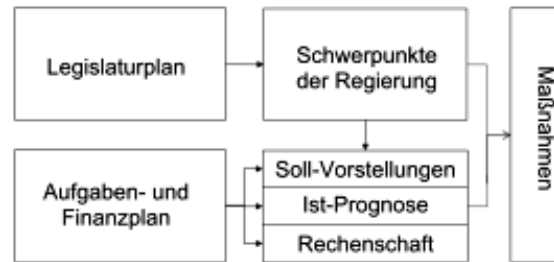 Legislaturplan
Schwerpunkte
der Regierung
Maßnahmen
Aufgaben- und
Finanzplan
Soll-Vorstellungen
Ist-Prognose
Rechenschaft